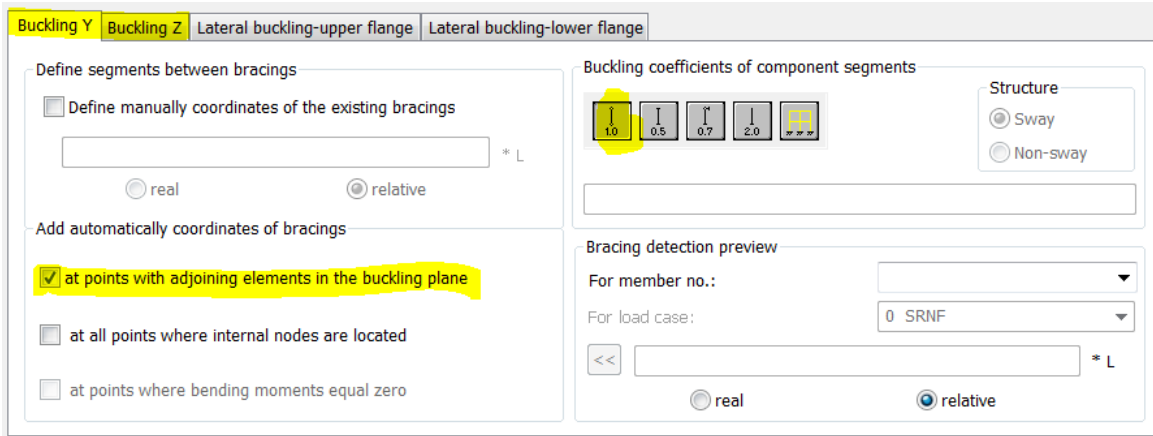 Buckling Y
Buckling Z
Lateral buckling-upper flange
Lateral buckling-lower flange
Define segments between bracings
Define manually coordinates of the existing bracings
* L
real
relative
Add automatically coordinates of bracings
at points with adjoining elements in the buckling plane
at all points where internal nodes are located
at points where bending moments equal zero
Buckling coefficients of component segments
1.0
0.5
0.7
2.0
Structure
Sway
Non-sway
Bracing detection preview
For member no.:
For load case:
0 SRNF
<<
* L
real
relative